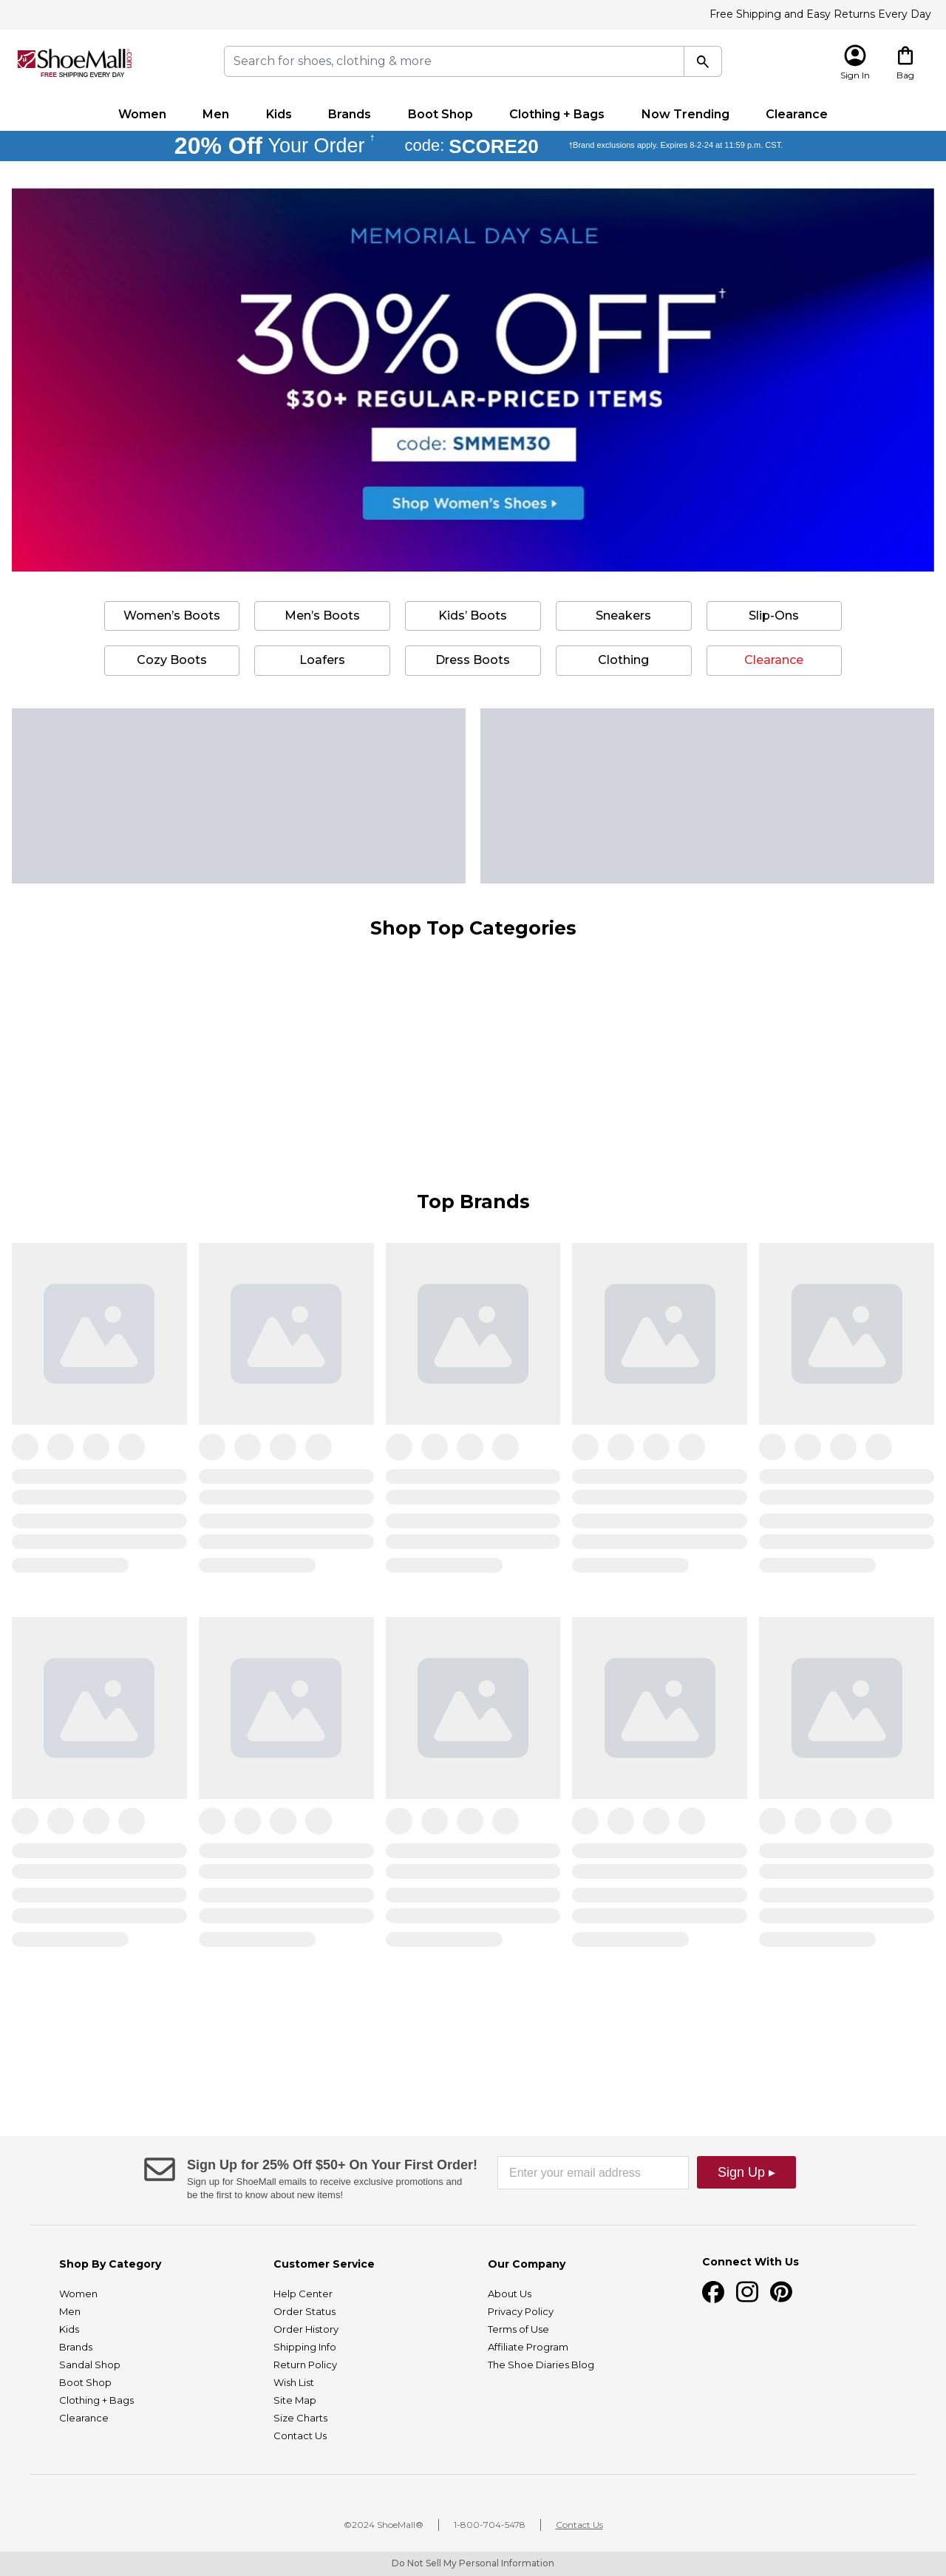 Free Shipping and Easy Returns Every Day
ShoeMall.com
FREE SHIPPING EVERY DAY
Search for shoes, clothing & more
Sign In
Bag
Women
Men
Kids
Brands
Boot Shop
Clothing + Bags
Now Trending
Clearance
20% Off Your Order †
code: SCORE20
†Brand exclusions apply. Expires 8-2-24 at 11:59 p.m. CST.
MEMORIAL DAY SALE
30% OFF†
$30+ REGULAR-PRICED ITEMS
code: SMMEM30
Shop Women's Shoes ▸
Women's Boots
Men's Boots
Kids' Boots
Sneakers
Slip-Ons
Cozy Boots
Loafers
Dress Boots
Clothing
Clearance
Shop Top Categories
Top Brands
Sign Up for 25% Off $50+ On Your First Order!
Sign up for ShoeMall emails to receive exclusive promotions and
be the first to know about new items!
Enter your email address
Sign Up ▸
Shop By Category
Women
Men
Kids
Brands
Sandal Shop
Boot Shop
Clothing + Bags
Clearance
Customer Service
Help Center
Order Status
Order History
Shipping Info
Return Policy
Wish List
Site Map
Size Charts
Contact Us
Our Company
About Us
Privacy Policy
Terms of Use
Affiliate Program
The Shoe Diaries Blog
Connect With Us
©2024 ShoeMall®
1-800-704-5478
Contact Us
Do Not Sell My Personal Information